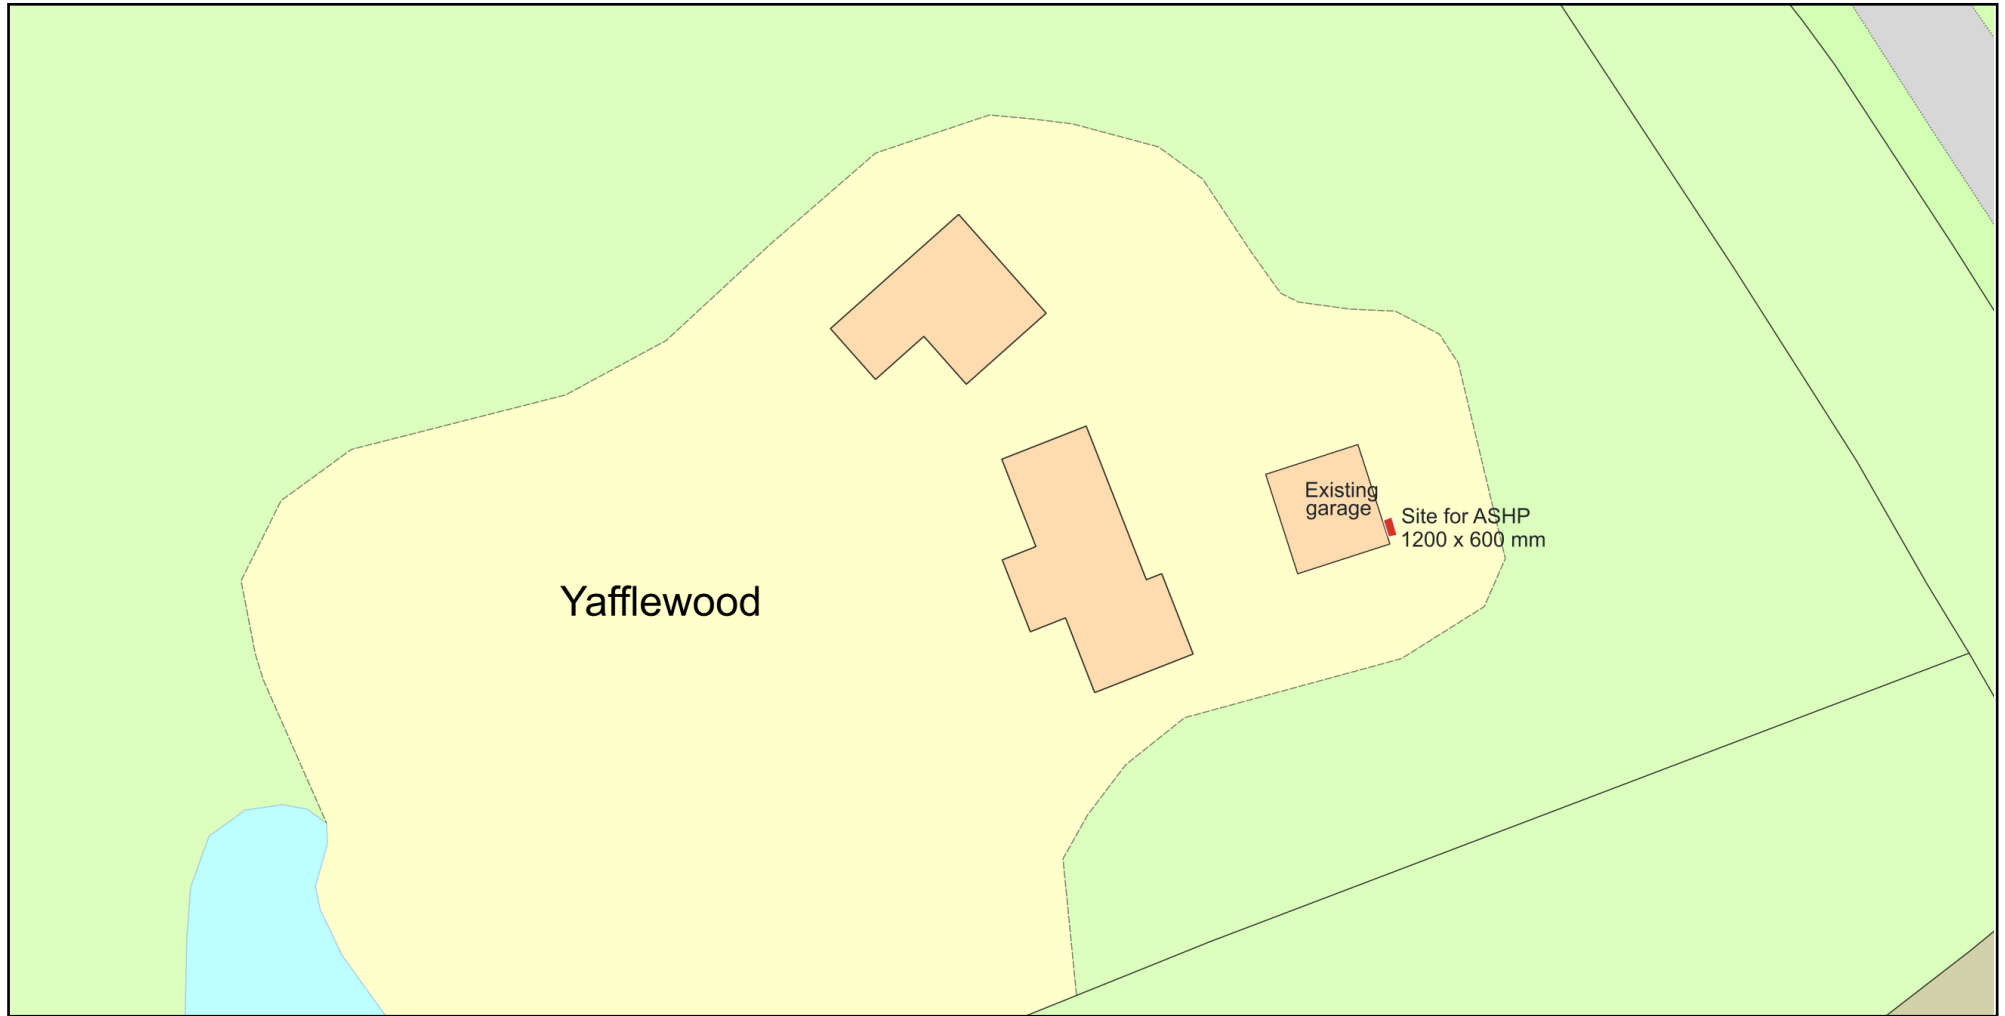 Existing
garage
Site for ASHP
1200 x 600 mm
Yafflewood